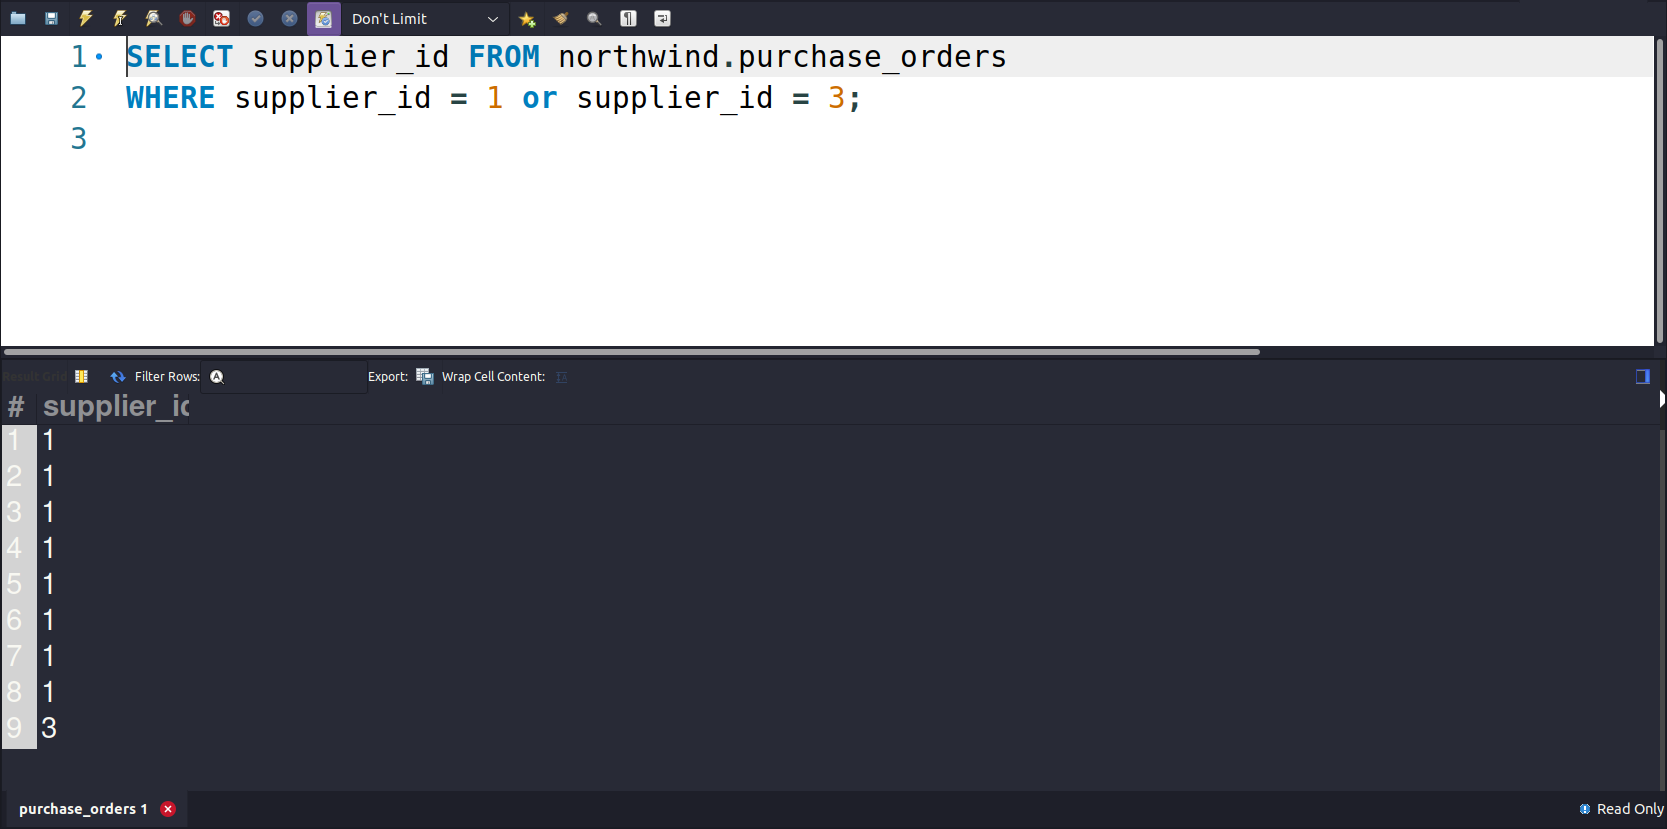 Don't Limit
1 SELECT supplier_id FROM northwind.purchase_orders
2 WHERE supplier_id = 1 or supplier_id = 3;
3
Result Grid Filter Rows: Export: Wrap Cell Content:
# supplier_id
1 1
2 1
3 1
4 1
5 1
6 1
7 1
8 1
9 3
purchase_orders 1 Read Only